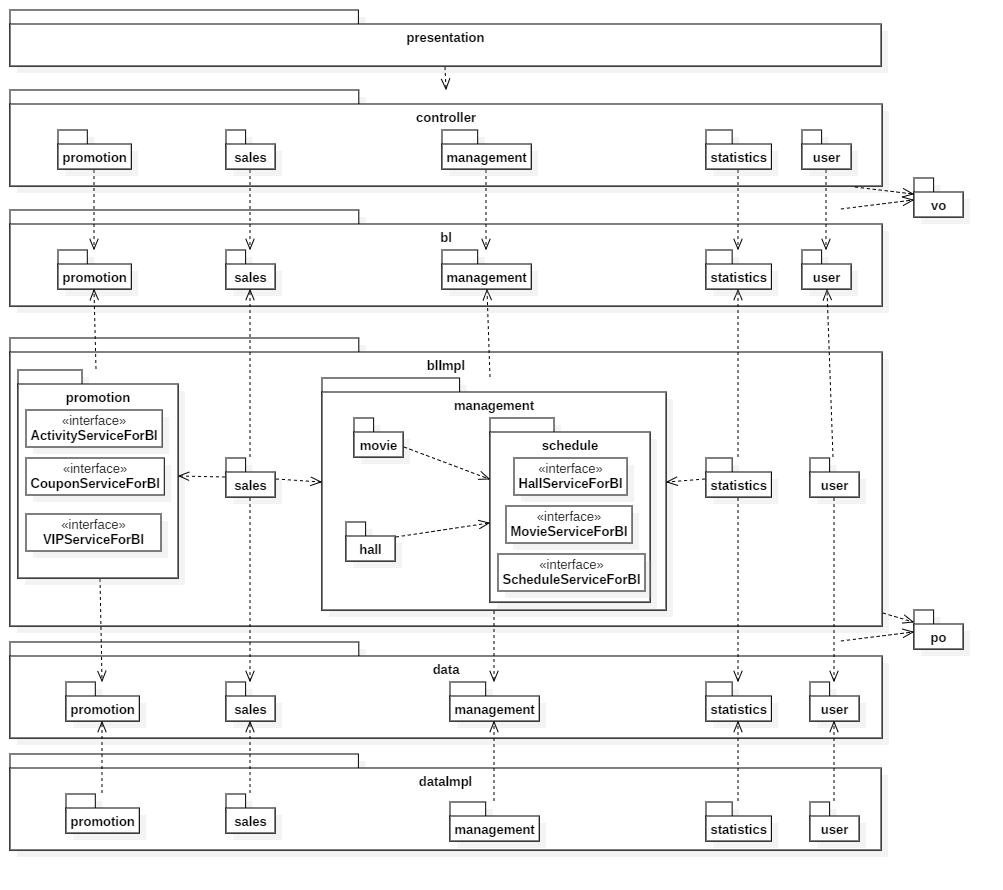 presentation
controller
promotion
sales
management
statistics
user
vo
bl
promotion
sales
management
statistics
user
blImpl
promotion
«interface»
ActivityServiceForBl
«interface»
CouponServiceForBl
«interface»
VIPServiceForBl
sales
management
movie
hall
schedule
«interface»
HallServiceForBl
«interface»
MovieServiceForBl
«interface»
ScheduleServiceForBl
statistics
user
po
data
promotion
sales
management
statistics
user
dataImpl
promotion
sales
management
statistics
user